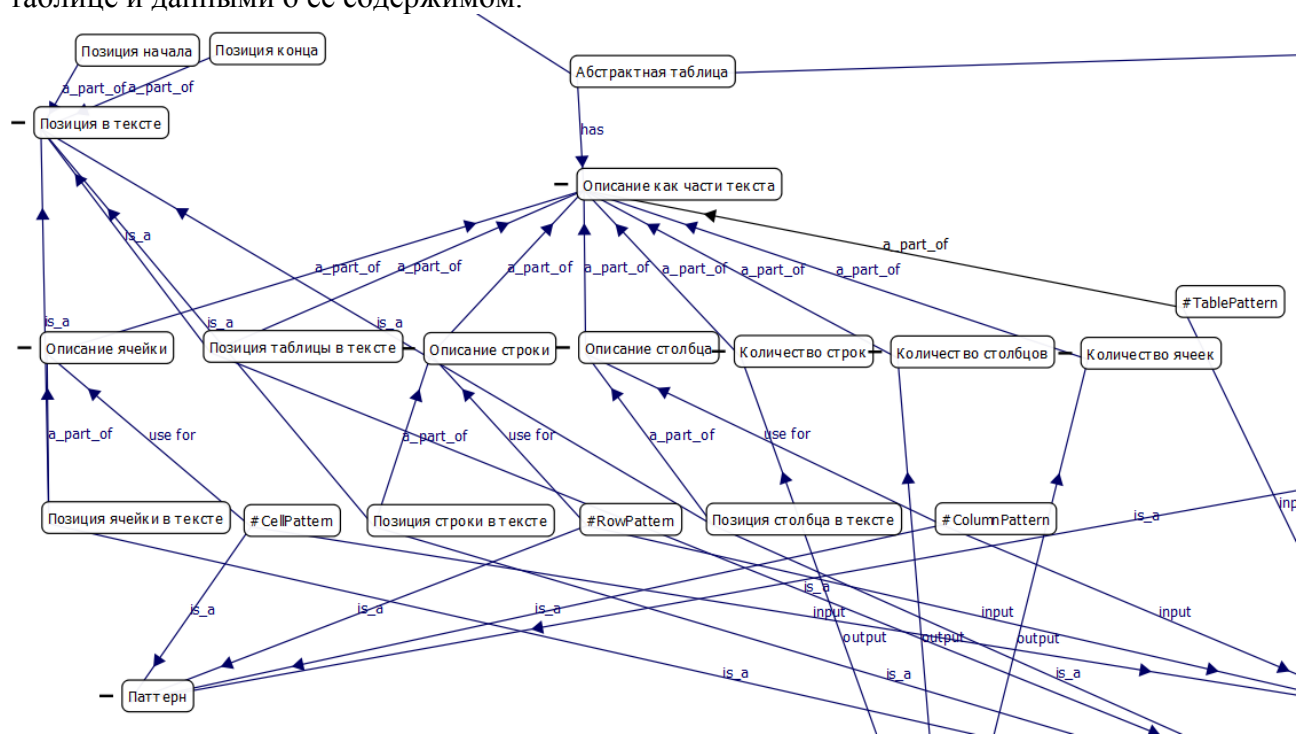 таблице и данными о ее содержимом.
Позиция начала
Позиция конца
Абстрактная таблица
a_part_of
a_part_of
Позиция в тексте
has
Описание как части текста
is_a
a_part_of
a_part_of
a_part_of
a_part_of
a_part_of
a_part_of
a_part_of
a_part_of
#TablePattern
is_a
is_a
is_a
Описание ячейки
Позиция таблицы в тексте
Описание строки
Описание столбца
Количество строк
Количество столбцов
Количество ячеек
a_part_of
use for
a_part_of
use for
a_part_of
use for
Позиция ячейки в тексте
#CellPattern
Позиция строки в тексте
#RowPattern
Позиция столбца в тексте
#ColumnPattern
is_a
inp
is_a
is_a
is_a
is_a
input
input
input
output
output
output
is_a
is_a
is_a
Паттерн